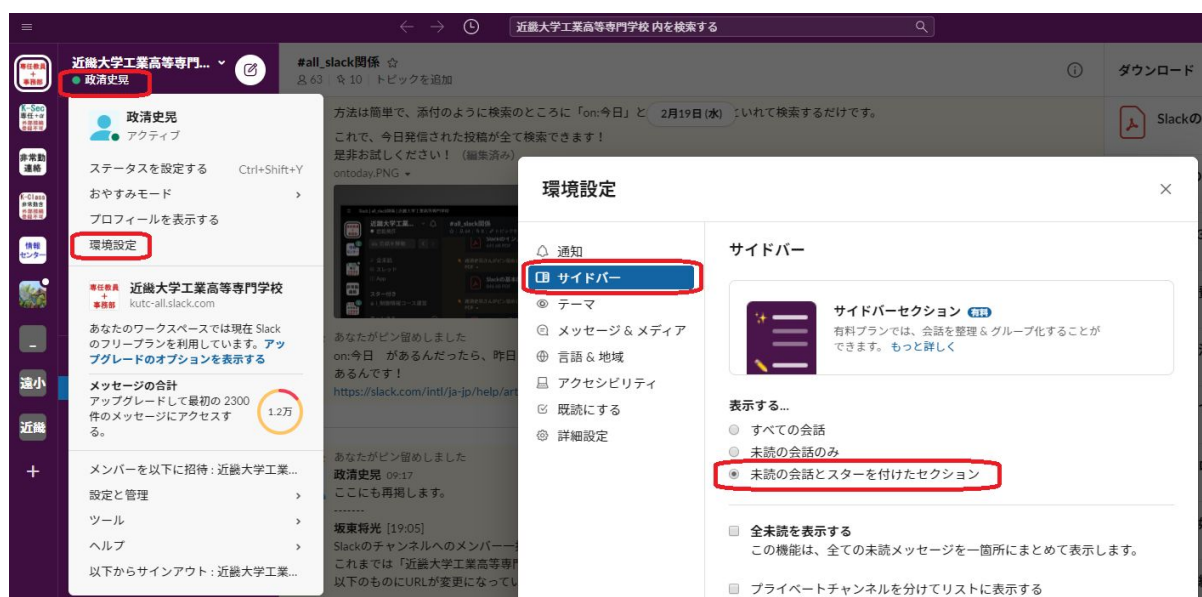 近畿大学工業高等専門学校 内を検索する
専任教員
+
事務部
近畿大学工業高等専門...
政清史晃
#all_slack関係
63 10 トピックを追加
ダウンロード
K-Sec
専任+α
非常勤
連絡
K-Class
情報
センター
遠小
近畿
+
政清史晃
アクティブ
ステータスを設定する Ctrl+Shift+Y
おやすみモード
プロフィールを表示する
環境設定
専任教員
+
事務部
近畿大学工業高等専門学校
kutc-all.slack.com
あなたのワークスペースでは現在 Slack
のフリープランを利用しています。アッ
プグレードのオプションを表示する
メッセージの合計
アップグレードして最初の 2300
件のメッセージにアクセスす
る。
1.2万
メンバーを以下に招待 : 近畿大学工業...
設定と管理
ツール
ヘルプ
以下からサインアウト : 近畿大学工業...
方法は簡単で、添付のように検索のところに「on:今日」と
2月19日 (水)
いれて検索するだけです。
これで、今日発信された投稿が全て検索できます！
是非お試しください！ （編集済み）
ontoday.PNG
あなたがピン留めしました
on:今日 があるんだったら、昨日
あるんです！
https://slack.com/intl/ja-jp/help/art
あなたがピン留めしました
政清史晃 09:17
ここにも再掲します。
-------
坂東将光 [19:05]
Slackのチャンネルへのメンバー一
これまでは「近畿大学工業高等専
以下のものにURLが変更になってい
Slackの
環境設定
通知
サイドバー
テーマ
メッセージ & メディア
言語 & 地域
アクセシビリティ
既読にする
詳細設定
サイドバー
サイドバーセクション 有料
有料プランでは、会話を整理 & グループ化することが
できます。 もっと詳しく
表示する...
すべての会話
未読の会話のみ
未読の会話とスターを付けたセクション
全未読を表示する
この機能は、全ての未読メッセージを一箇所にまとめて表示します。
プライベートチャンネルを分けてリストに表示する